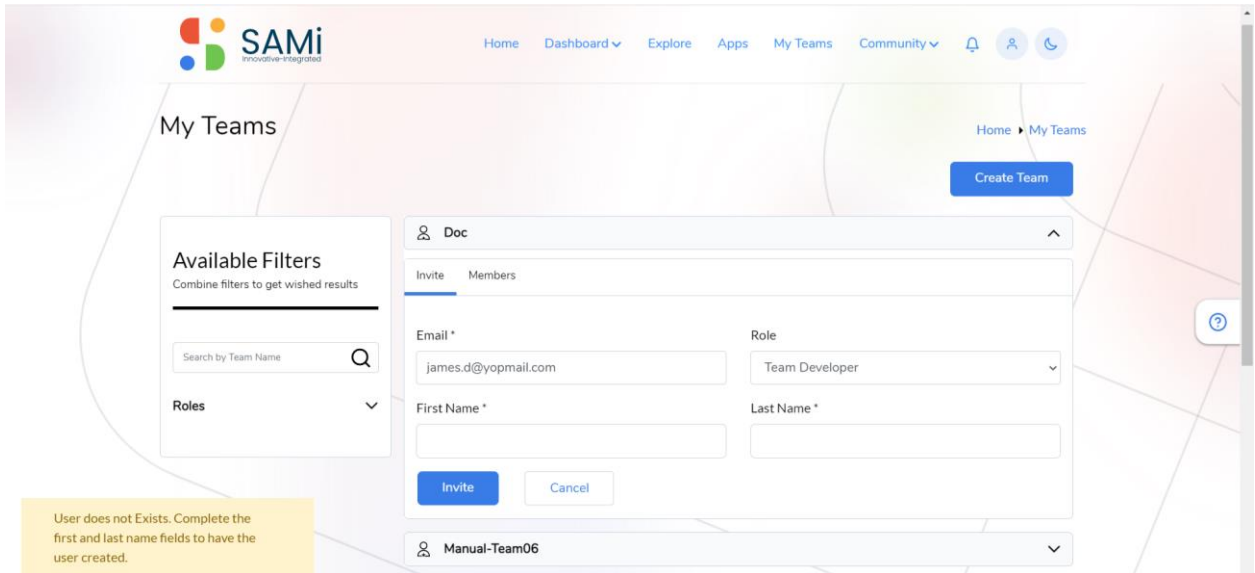 SAMi
Innovative-Integrated
Home Dashboard Explore Apps My Teams Community
My Teams
Home My Teams
Create Team
Available Filters
Combine filters to get wished results
Search by Team Name
Roles
Doc
Invite Members
Email * Role
james.d@yopmail.com Team Developer
First Name * Last Name *
Invite Cancel
Manual-Team06
User does not Exists. Complete the
first and last name fields to have the
user created.
?